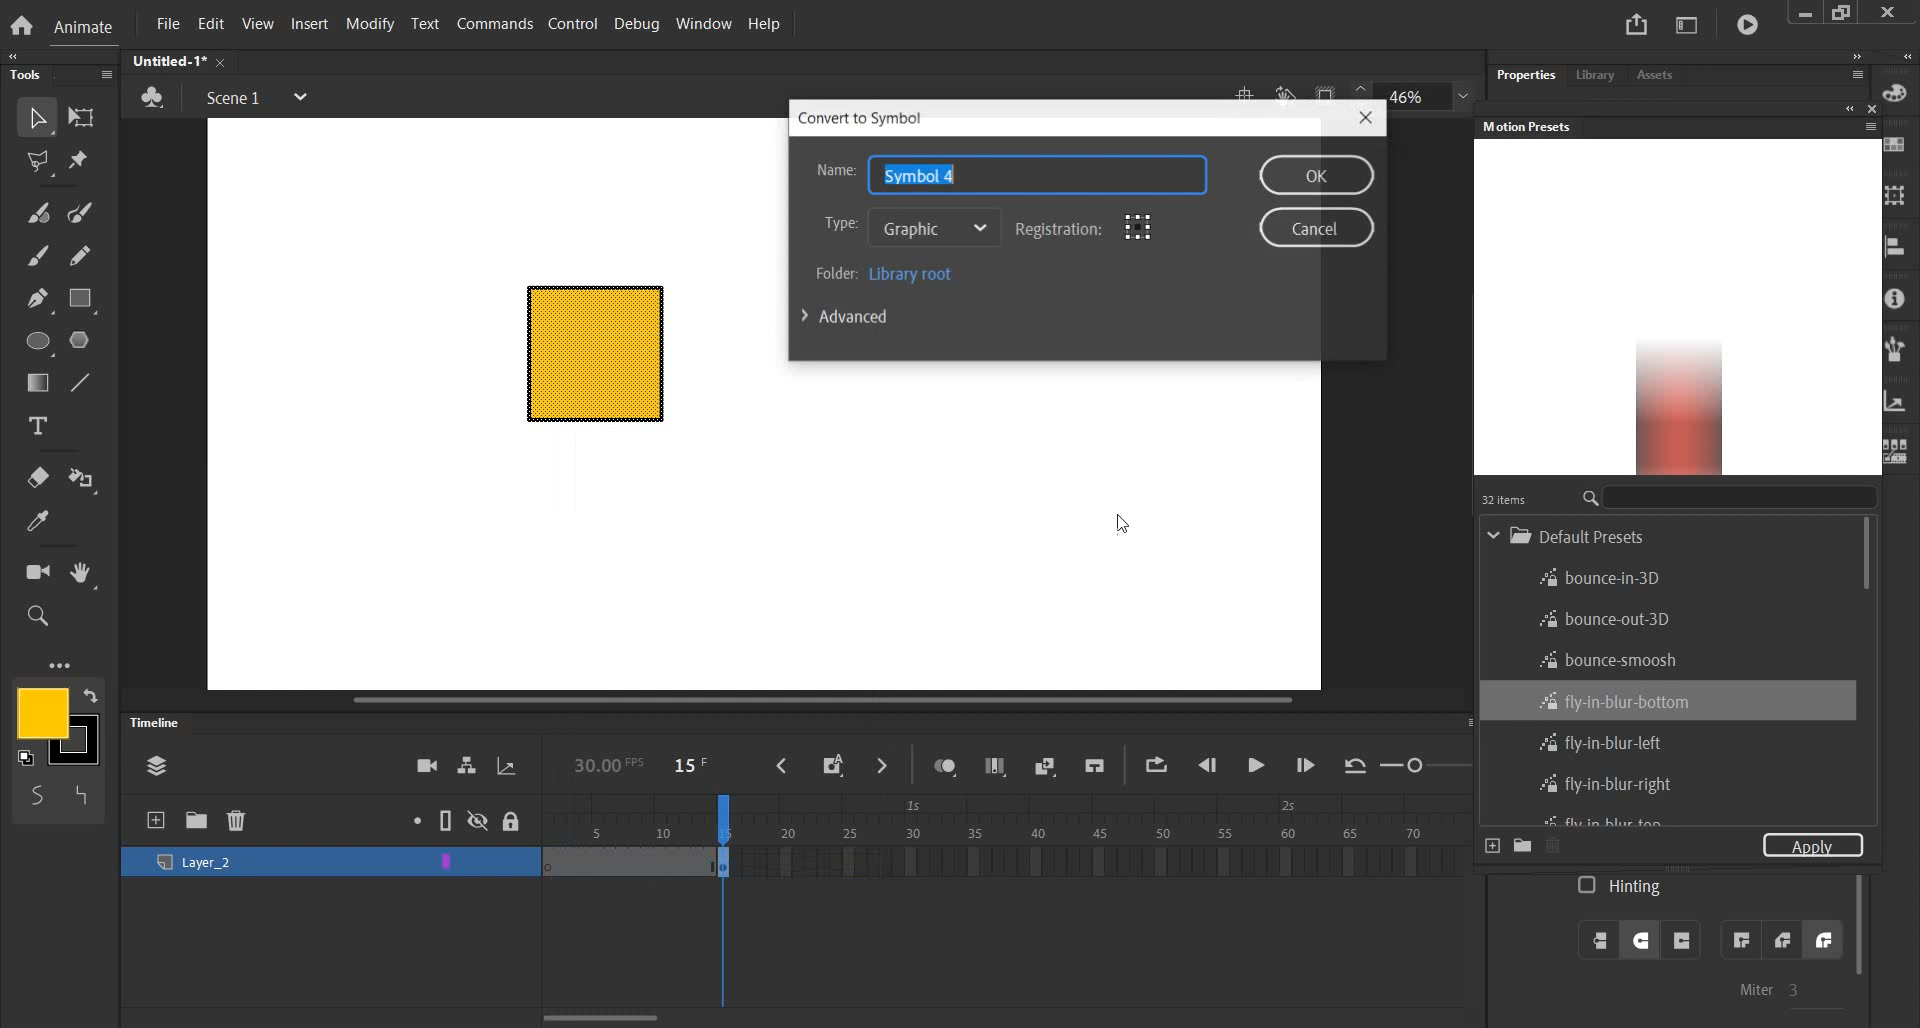 Animate File Edit View Insert Modify Text Commands Control Debug Window Help
Tools
Untitled-1*
Scene 1
46%
Convert to Symbol
Name: Symbol 4
OK
Type: Graphic
Registration:
Cancel
Folder: Library root
Advanced
Properties Library Assets
Motion Presets
32 items
Default Presets
bounce-in-3D
bounce-out-3D
bounce-smoosh
fly-in-blur-bottom
fly-in-blur-left
fly-in-blur-right
fly-in-blur-top
Apply
Hinting
Miter 3
Timeline
30.00 FPS 15 F
1s 2s
5 10 15 20 25 30 35 40 45 50 55 60 65 70
Layer_2